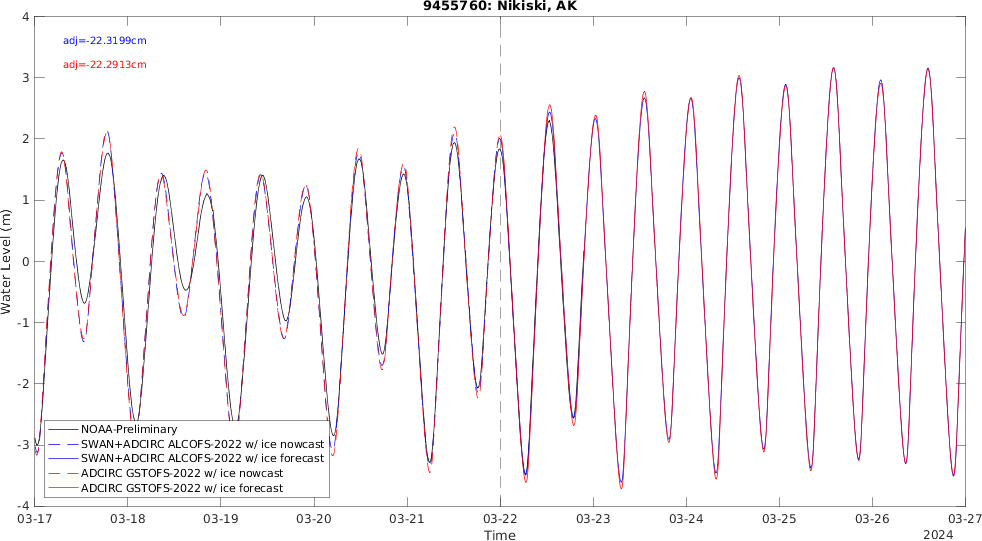 9455760: Nikiski, AK
adj=-22.3199cm
adj=-22.2913cm
Water Level (m)
4
3
2
1
0
-1
-2
-3
-4
NOAA-Preliminary
SWAN+ADCIRC ALCOFS-2022 w/ ice nowcast
SWAN+ADCIRC ALCOFS-2022 w/ ice forecast
ADCIRC GSTOFS-2022 w/ ice nowcast
ADCIRC GSTOFS-2022 w/ ice forecast
03-17 03-18 03-19 03-20 03-21 03-22 03-23 03-24 03-25 03-26 03-27
Time
2024